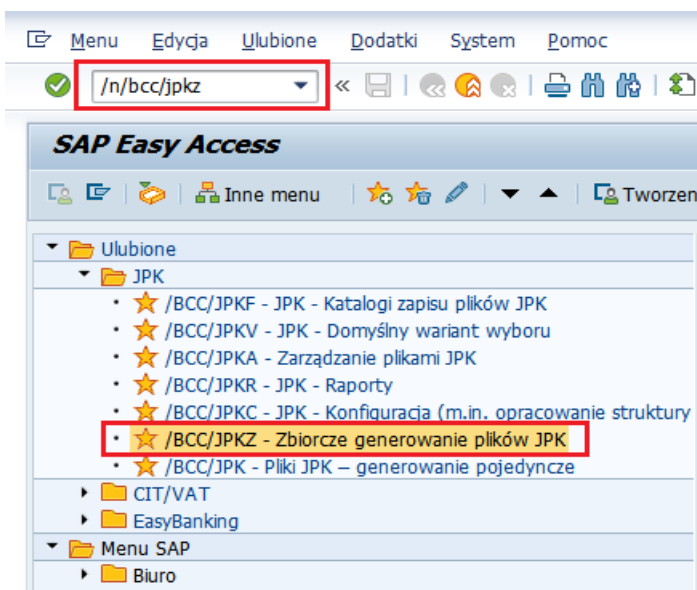 Menu Edycja Ulubione Dodatki System Pomoc
/n/bcc/jpkz
SAP Easy Access
Inne menu Tworzen
Ulubione
JPK
/BCC/JPKF - JPK - Katalogi zapisu plików JPK
/BCC/JPKV - JPK - Domyślny wariant wyboru
/BCC/JPKA - Zarządzanie plikami JPK
/BCC/JPKR - JPK - Raporty
/BCC/JPKC - JPK - Konfiguracja (m.in. opracowanie struktury
/BCC/JPKZ - Zbiorcze generowanie plików JPK
/BCC/JPK - Pliki JPK – generowanie pojedyncze
CIT/VAT
EasyBanking
Menu SAP
Biuro